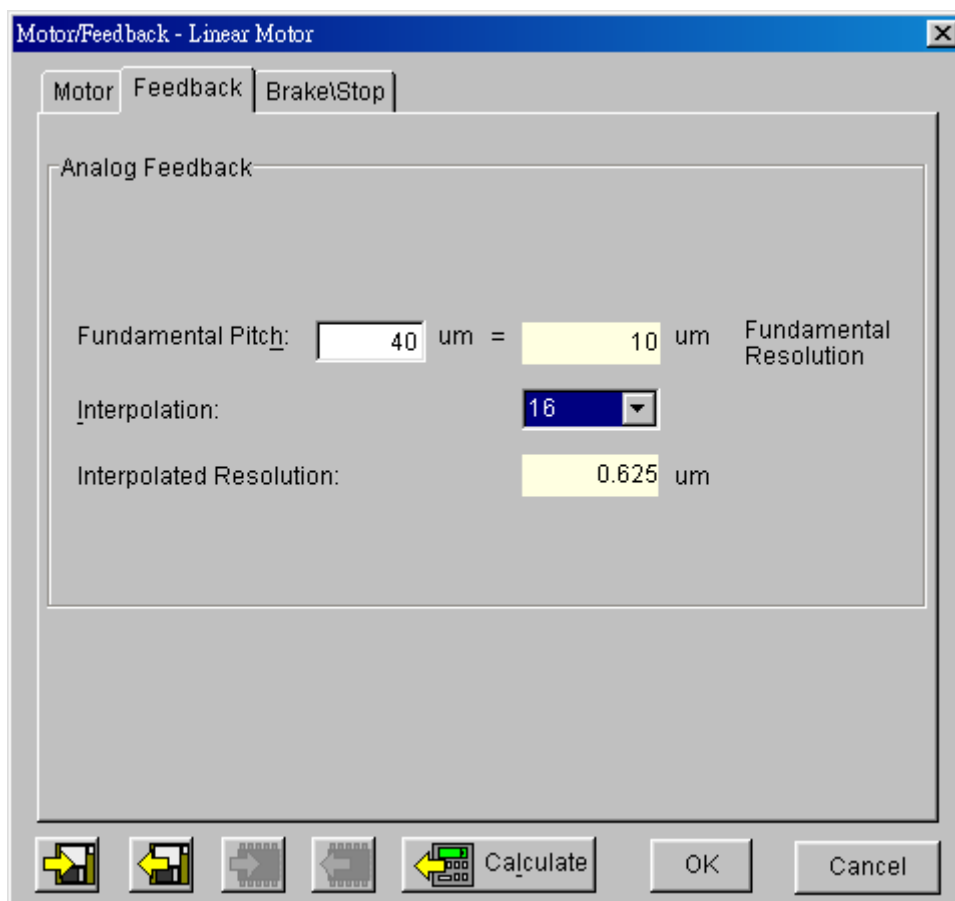 Motor/Feedback - Linear Motor
Motor Feedback Brake\Stop
Analog Feedback
Fundamental Pitch: 40 um = 10 um Fundamental Resolution
Interpolation: 16
Interpolated Resolution: 0.625 um
Calculate OK Cancel